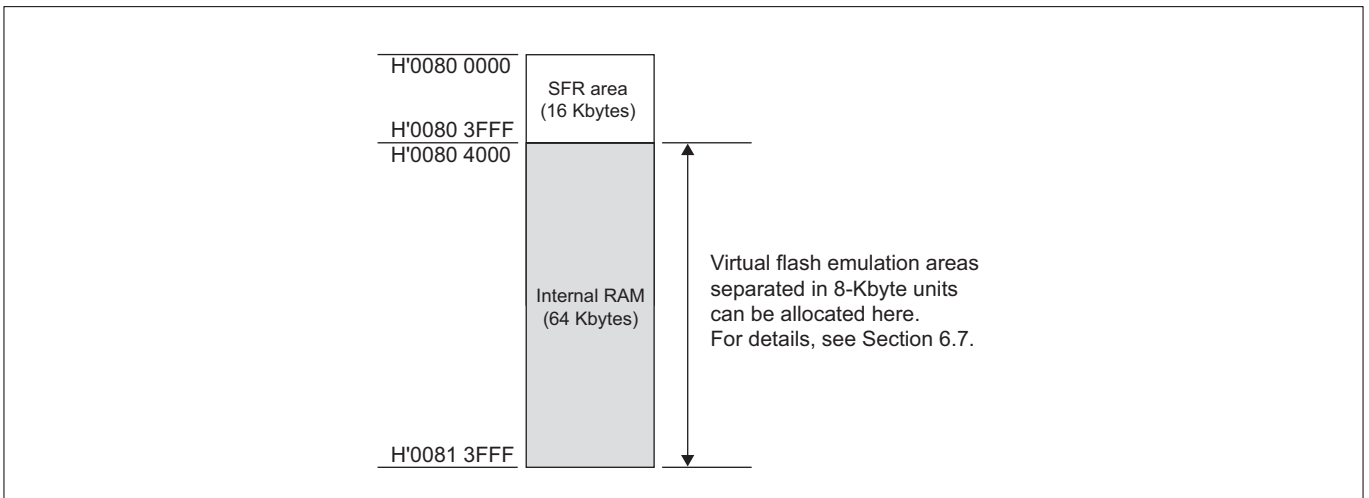 H'0080 0000
SFR area
(16 Kbytes)
H'0080 3FFF
H'0080 4000
Virtual flash emulation areas
separated in 8-Kbyte units
can be allocated here.
For details, see Section 6.7.
Internal RAM
(64 Kbytes)
H'0081 3FFF